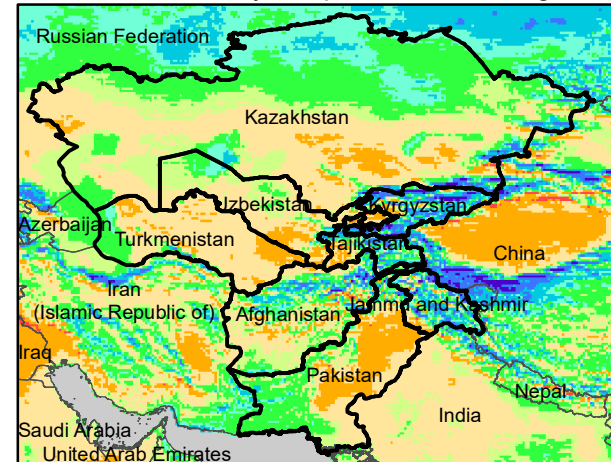 Russian Federation
Kazakhstan
Izbekistan
Kyrgyzstan
Azerbaijan
Turkmenistan
Tajikistan
China
Iran
(Islamic Republic of)
Afghanistan
Jammu and Kashmir
Iraq
Pakistan
Nepal
India
Saudi Arabia
United Arab Emirates